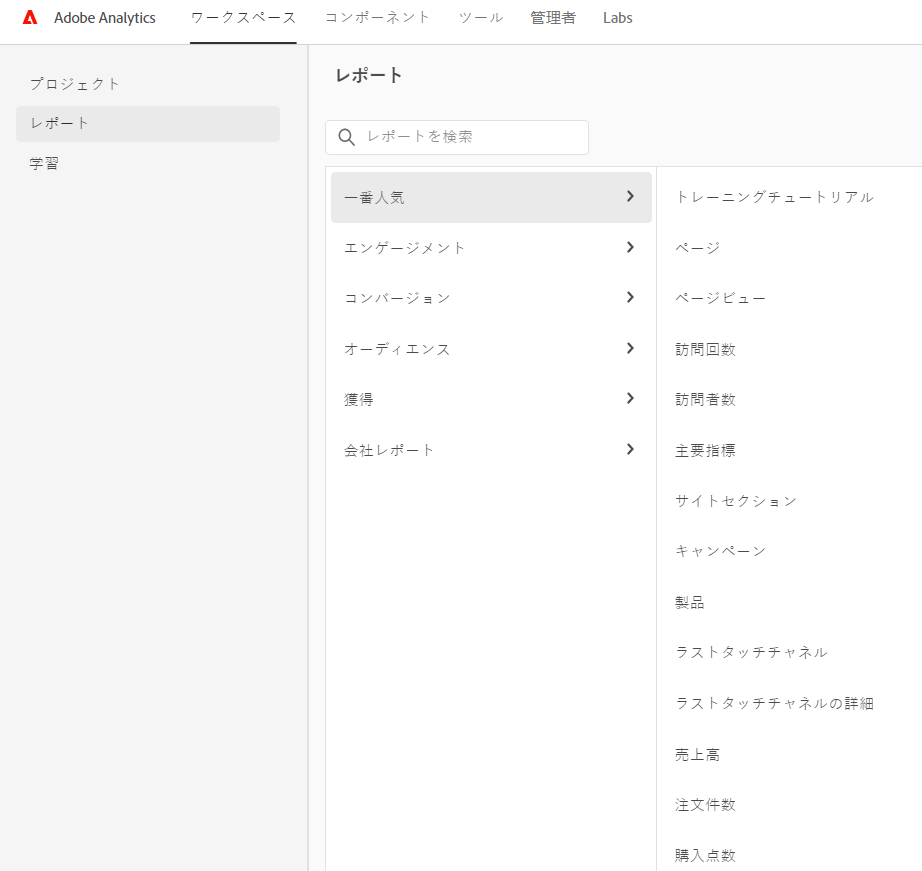 Adobe Analytics ワークスペース コンポーネント ツール 管理者 Labs
プロジェクト
レポート
学習
レポート
レポートを検索
一番人気
エンゲージメント
コンバージョン
オーディエンス
獲得
会社レポート
トレーニングチュートリアル
ページ
ページビュー
訪問回数
訪問者数
主要指標
サイトセクション
キャンペーン
製品
ラストタッチチャネル
ラストタッチチャネルの詳細
売上高
注文件数
購入点数